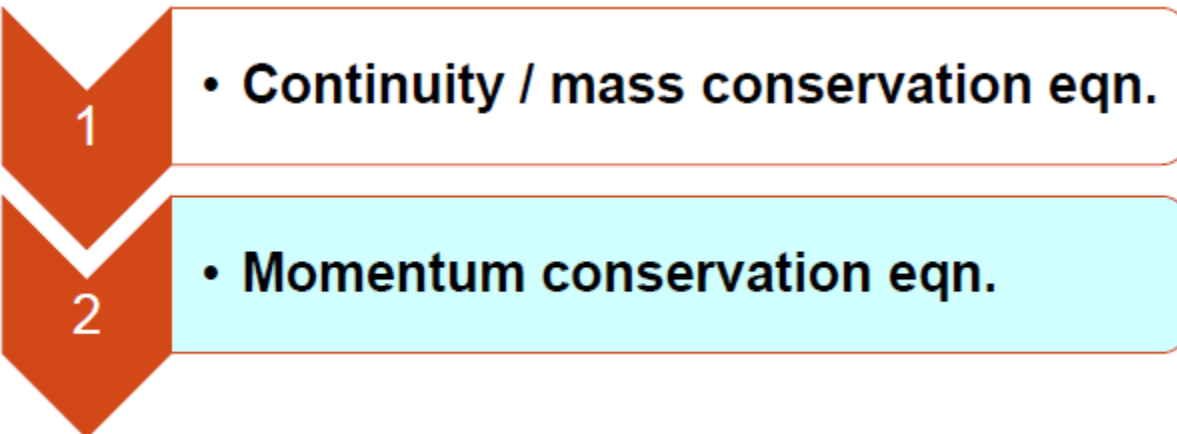 1
• Continuity / mass conservation eqn.
2
• Momentum conservation eqn.